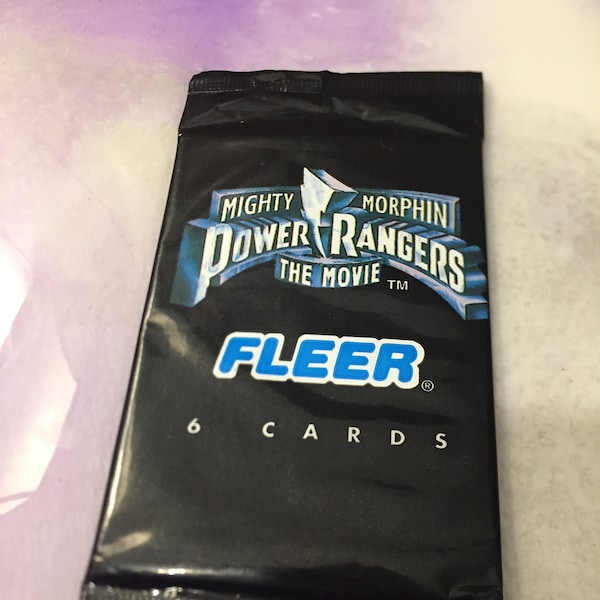 MIGHTY MORPHIN
POWER RANGERS
THE MOVIE TM
FLEER ®
6 CARDS